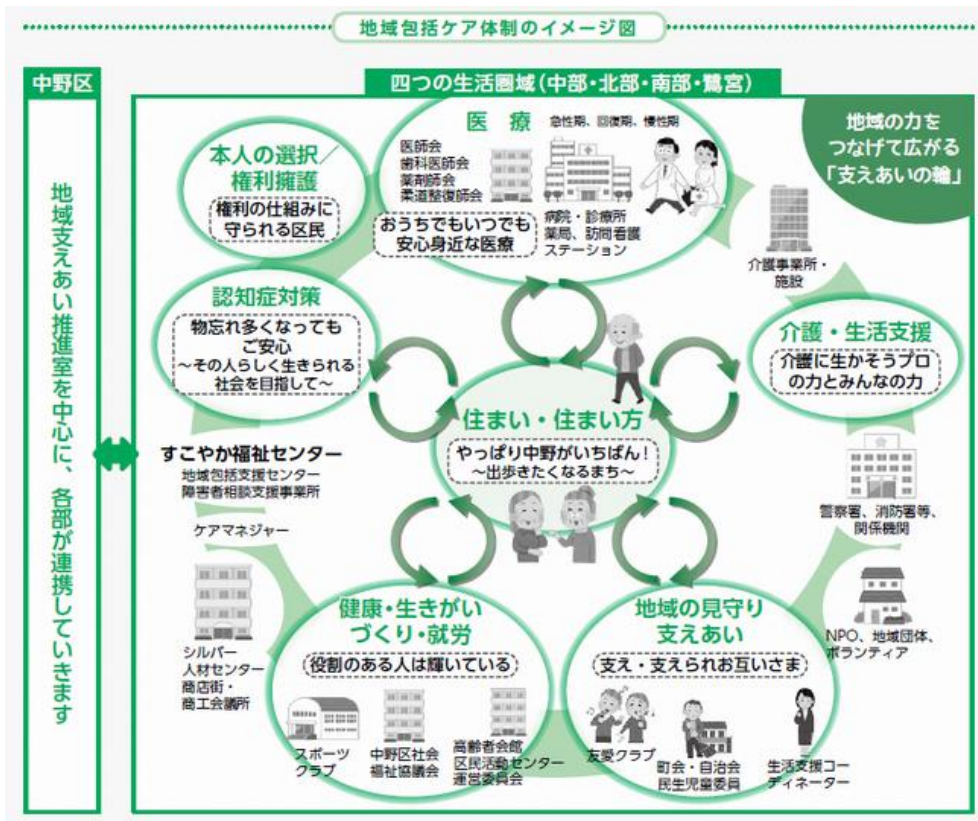 地域包括ケア体制のイメージ図
中野区
地域支えあい推進室を中心に、各部が連携していきます
四つの生活圏域(中部・北部・南部・鷺宮)
地域の力を
つなげて広がる
「支えあいの輪」
医療
急性期、回復期、慢性期
医師会
歯科医師会
薬剤師会
柔道整復師会
病院・診療所
薬局、訪問看護
ステーション
おうちでもいつでも
安心身近な医療
本人の選択/
権利擁護
権利の仕組みに
守られる区民
認知症対策
物忘れ多くなっても
ご安心
~その人らしく生きられる
社会を目指して~
介護事業所・
施設
介護・生活支援
介護に生かそうプロ
の力とみんなの力
住まい・住まい方
やっぱり中野がいちばん!
~出歩きたくなるまち~
すこやか福祉センター
地域包括支援センター
障害者相談支援事業所
ケアマネジャー
警察署、消防署等、
関係機関
シルバー
人材センター
商店街・
商工会議所
NPO、地域団体、
ボランティア
健康・生きがい
づくり・就労
役割のある人は輝いている
スポーツ
クラブ
中野区社会
福祉協議会
高齢者会館
区民活動センター
運営委員会
地域の見守り
支えあい
支え・支えられお互いさま
友愛クラブ
町会・自治会
民生児童委員
生活支援コー
ディネーター